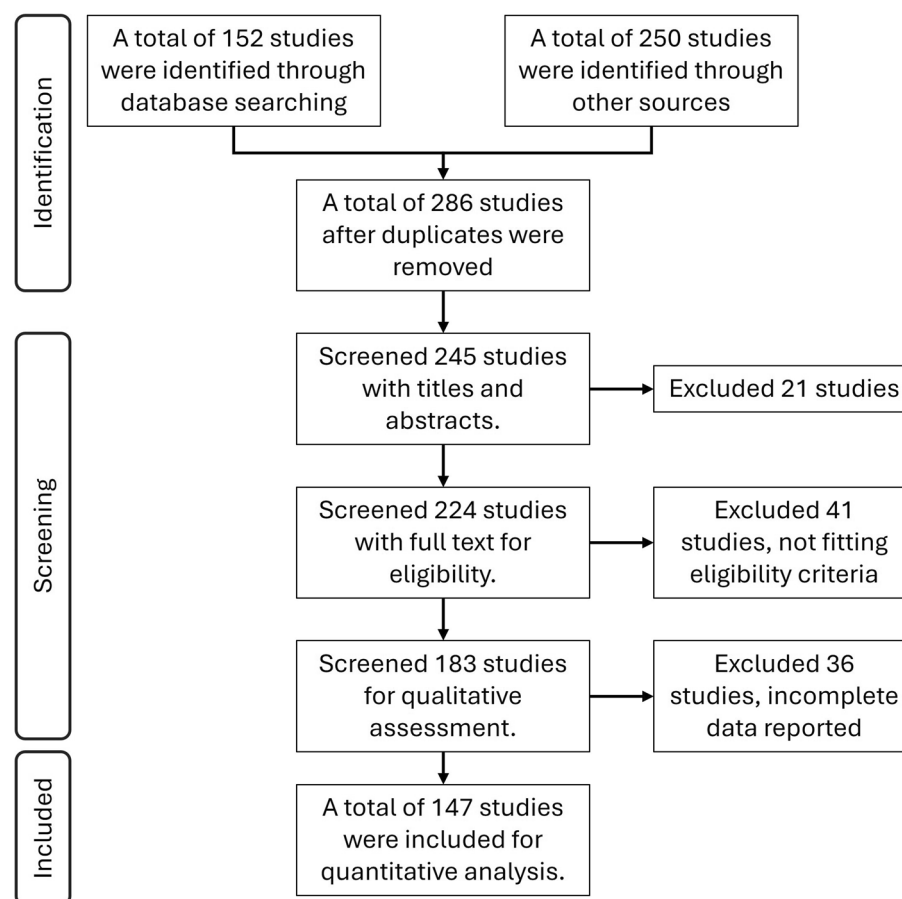 Identification
A total of 152 studies
were identified through
database searching
A total of 250 studies
were identified through
other sources
A total of 286 studies
after duplicates were
removed
Screening
Screened 245 studies
with titles and
abstracts.
Excluded 21 studies
Screened 224 studies
with full text for
eligibility.
Excluded 41
studies, not fitting
eligibility criteria
Screened 183 studies
for qualitative
assessment.
Excluded 36
studies, incomplete
data reported
Included
A total of 147 studies
were included for
quantitative analysis.